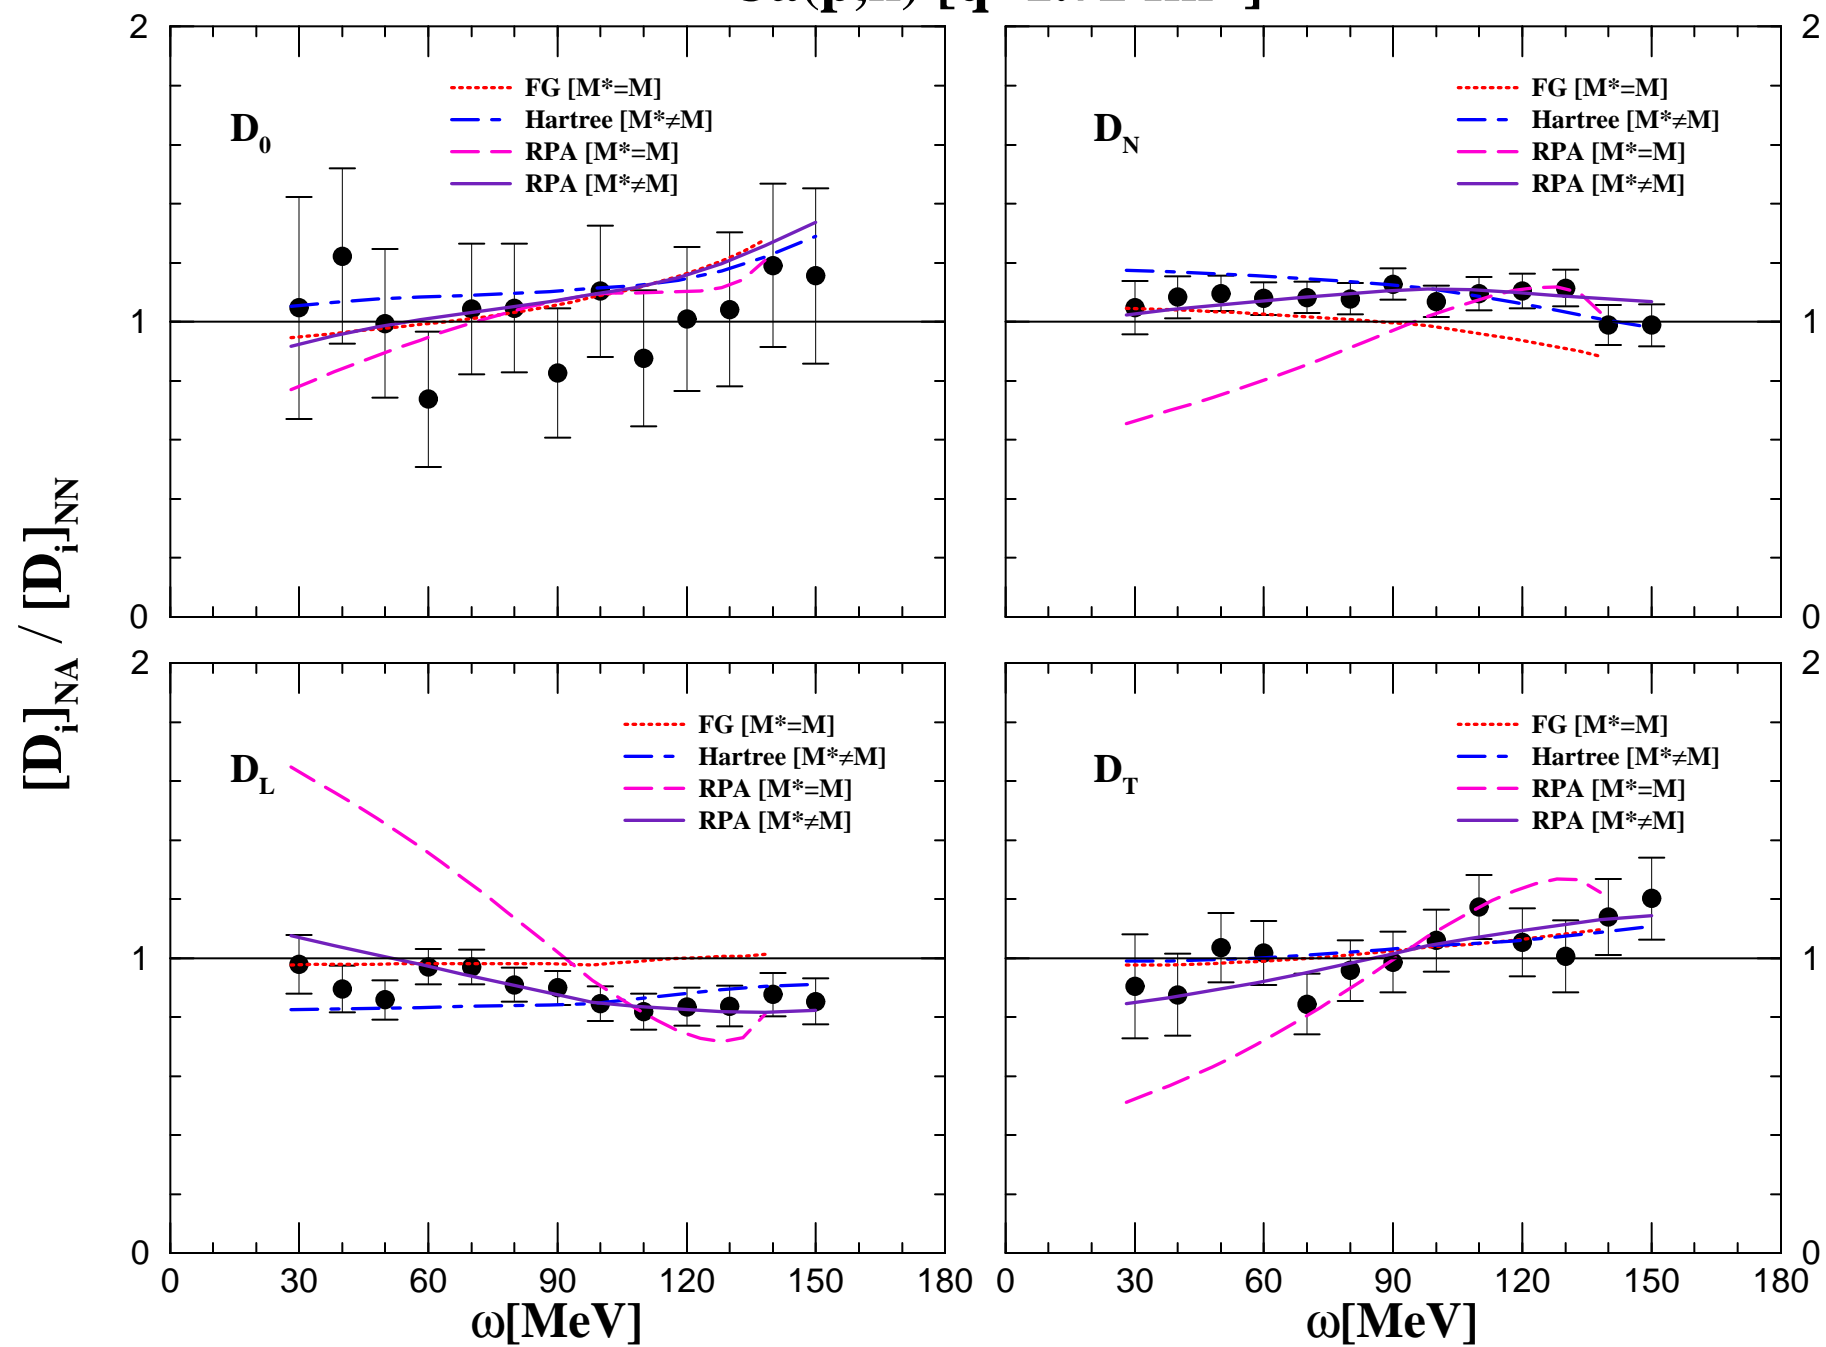 2
2
FG [M*=M]
Hartree [M*≠M]
RPA [M*=M]
RPA [M*≠M]
D0
FG [M*=M]
Hartree [M*≠M]
RPA [M*=M]
RPA [M*≠M]
DN
1
1
0
0
[Di]NA / [Di]NN
2
2
FG [M*=M]
Hartree [M*≠M]
RPA [M*=M]
RPA [M*≠M]
DL
FG [M*=M]
Hartree [M*≠M]
RPA [M*=M]
RPA [M*≠M]
DT
1
1
0
0
0 30 60 90 120 150 180
0 30 60 90 120 150 180
ω[MeV]
ω[MeV]